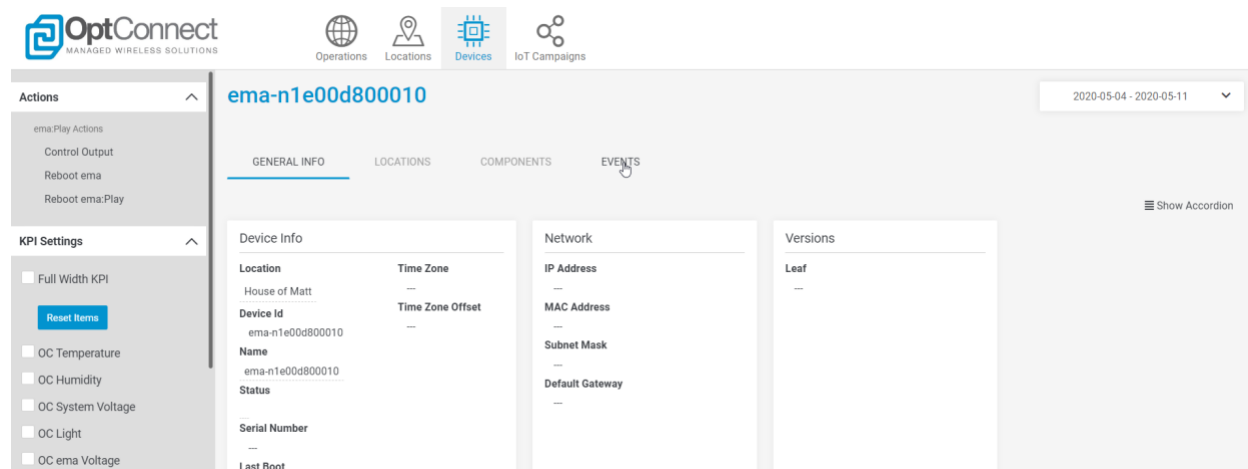 OptConnect
MANAGED WIRELESS SOLUTIONS
Operations
Locations
Devices
IoT Campaigns
Actions
ema:Play Actions
Control Output
Reboot ema
Reboot ema:Play
KPI Settings
Full Width KPI
Reset Items
OC Temperature
OC Humidity
OC System Voltage
OC Light
OC ema Voltage
ema-n1e00d800010
2020-05-04 - 2020-05-11
GENERAL INFO
LOCATIONS
COMPONENTS
EVENTS
Show Accordion
Device Info
Location
House of Matt
Device Id
ema-n1e00d800010
Name
ema-n1e00d800010
Status
---
Serial Number
---
Last Boot
Time Zone
---
Time Zone Offset
---
Network
IP Address
---
MAC Address
---
Subnet Mask
---
Default Gateway
---
Versions
Leaf
---